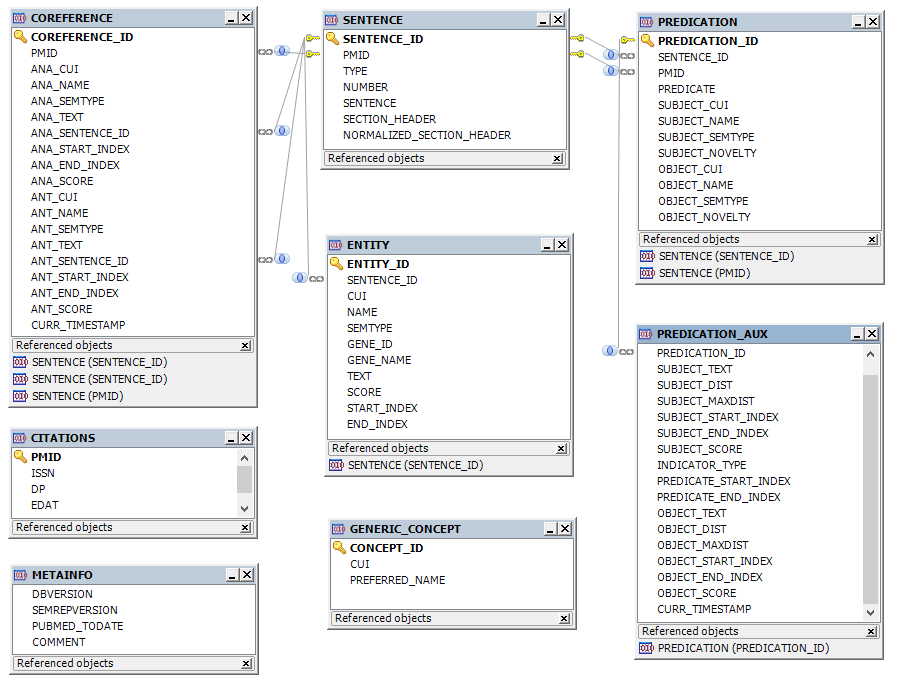 COREFERENCE
COREFERENCE_ID
PMID
ANA_CUI
ANA_NAME
ANA_SEMTYPE
ANA_TEXT
ANA_SENTENCE_ID
ANA_START_INDEX
ANA_END_INDEX
ANA_SCORE
ANT_CUI
ANT_NAME
ANT_SEMTYPE
ANT_TEXT
ANT_SENTENCE_ID
ANT_START_INDEX
ANT_END_INDEX
ANT_SCORE
CURR_TIMESTAMP
Referenced objects
SENTENCE (SENTENCE_ID)
SENTENCE (SENTENCE_ID)
SENTENCE (PMID)
CITATIONS
PMID
ISSN
DP
EDAT
Referenced objects
METAINFO
DBVERSION
SEMREPVERSION
PUBMED_TODATE
COMMENT
Referenced objects
SENTENCE
SENTENCE_ID
PMID
TYPE
NUMBER
SENTENCE
SECTION_HEADER
NORMALIZED_SECTION_HEADER
Referenced objects
ENTITY
ENTITY_ID
SENTENCE_ID
CUI
NAME
SEMTYPE
GENE_ID
GENE_NAME
TEXT
SCORE
START_INDEX
END_INDEX
Referenced objects
SENTENCE (SENTENCE_ID)
GENERIC_CONCEPT
CONCEPT_ID
CUI
PREFERRED_NAME
Referenced objects
PREDICATION
PREDICATION_ID
SENTENCE_ID
PMID
PREDICATE
SUBJECT_CUI
SUBJECT_NAME
SUBJECT_SEMTYPE
SUBJECT_NOVELTY
OBJECT_CUI
OBJECT_NAME
OBJECT_SEMTYPE
OBJECT_NOVELTY
Referenced objects
SENTENCE (SENTENCE_ID)
SENTENCE (PMID)
PREDICATION_AUX
PREDICATION_ID
SUBJECT_TEXT
SUBJECT_DIST
SUBJECT_MAXDIST
SUBJECT_START_INDEX
SUBJECT_END_INDEX
SUBJECT_SCORE
INDICATOR_TYPE
PREDICATE_START_INDEX
PREDICATE_END_INDEX
OBJECT_TEXT
OBJECT_DIST
OBJECT_MAXDIST
OBJECT_START_INDEX
OBJECT_END_INDEX
OBJECT_SCORE
CURR_TIMESTAMP
Referenced objects
PREDICATION (PREDICATION_ID)